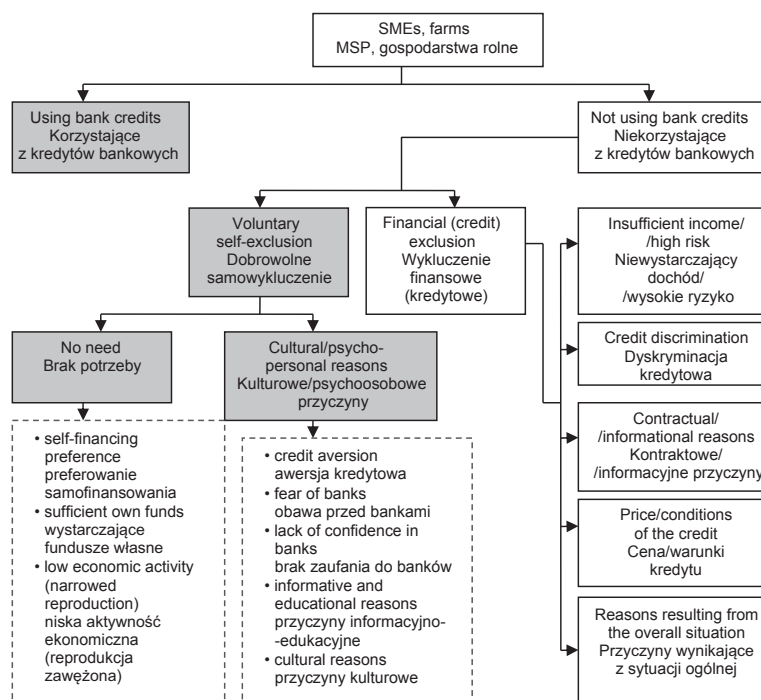 SMEs, farms
MSP, gospodarstwa rolne
Using bank credits
Korzystające
z kredytów bankowych
Not using bank credits
Niekorzystające
z kredytów bankowych
Voluntary
self-exclusion
Dobrowolne
samowykluczenie
Financial (credit)
exclusion
Wykluczenie
finansowe
(kredytowe)
Insufficient income/
/high risk
Niewystarczający
dochód/
/wysokie ryzyko
No need
Brak potrzeby
Cultural/psycho-
personal reasons
Kulturowe/psychoosobowe
przyczyny
Credit discrimination
Dyskryminacja
kredytowa
Contractual/
/informational reasons
Kontraktowe/
/informacyjne przyczyny
Price/conditions
of the credit
Cena/warunki
kredytu
Reasons resulting from
the overall situation
Przyczyny wynikające
z sytuacji ogólnej
• self-financing
preference
preferowanie
samofinansowania
• sufficient own funds
wystarczające
fundusze własne
• low economic activity
(narrowed
reproduction)
niska aktywność
ekonomiczna
(reprodukcja
zawężona)
• credit aversion
awersja kredytowa
• fear of banks
obawa przed bankami
• lack of confidence in
banks
brak zaufania do banków
• informative and
educational reasons
przyczyny informacyjno-
-edukacyjne
• cultural reasons
przyczyny kulturowe